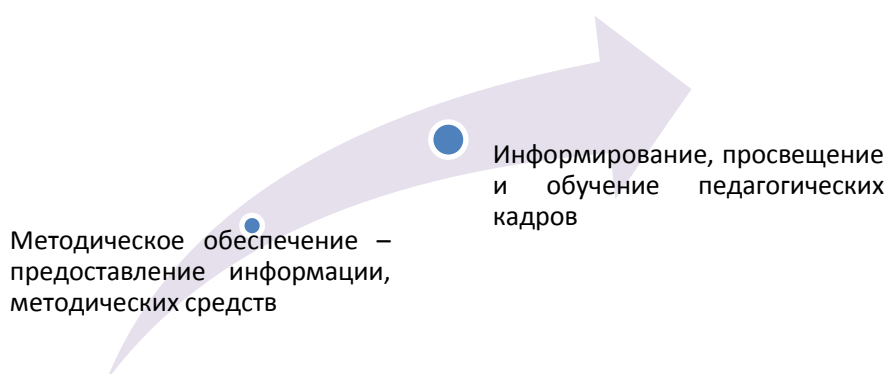 Информирование, просвещение
и обучение педагогических
кадров
Методическое обеспечение –
предоставление информации,
методических средств